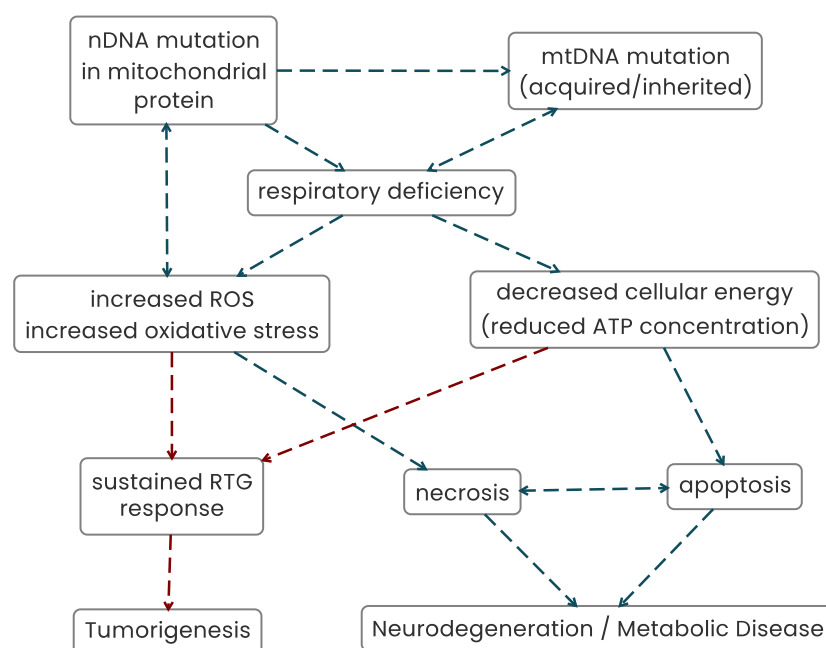 nDNA mutation
in mitochondrial
protein
mtDNA mutation
(acquired/inherited)
respiratory deficiency
increased ROS
increased oxidative stress
decreased cellular energy
(reduced ATP concentration)
sustained RTG
response
necrosis
apoptosis
Tumorigenesis
Neurodegeneration / Metabolic Disease